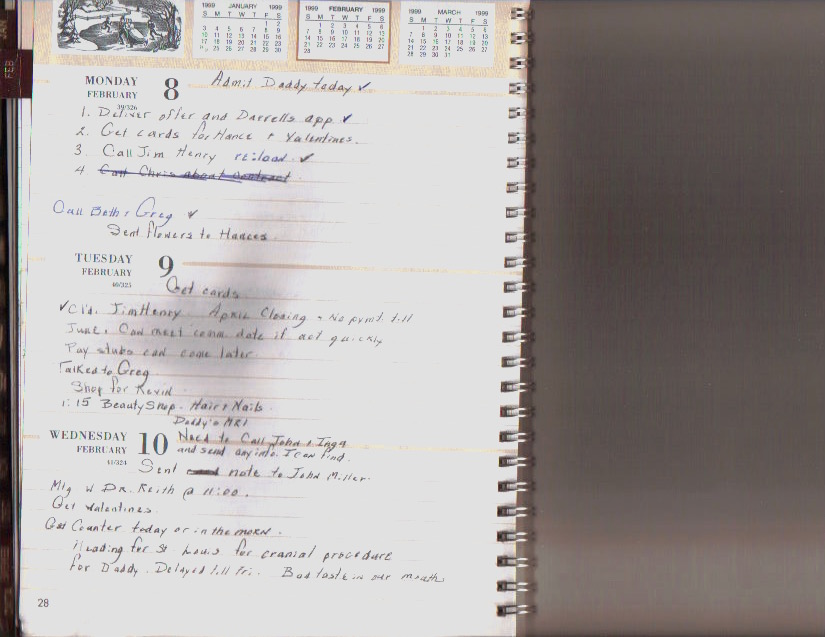 1999 JANUARY 1999
S M T W T F S
1 2
3 4 5 6 7 8 9
10 11 12 13 14 15 16
17 18 19 20 21 22 23
25 26 27 28 29 30
1999 FEBRUARY 1999
S M T W T F S
1 2 3 4 5 6
7 8 9 10 11 12 13
14 15 16 17 18 19 20
21 22 23 24 25 26 27
28
1999 MARCH 1999
S M T W T F S
1 2 3 4 5 6
7 8 9 10 11 12 13
14 15 16 17 18 19 20
21 22 23 24 25 26 27
28 29 30 31
FEB
MONDAY 8 Admit Daddy today ✓
FEBRUARY
39/326
1. Deliver offer and Darrells app ✓
2. Get cards for Hance + Valentines.
3. Call Jim Henry re: loan. ✓
4 Call Chris about contract.
Call Beth & Greg ✓
Sent flowers to Hances.
TUESDAY 9
FEBRUARY
40/325
Get cards
✓ Cl'd. Jim Henry April Closing - No pymt. till
June. Can meet comm. date if act quickly
Pay stubs can come later.
Talked to Greg
Shop for Kevin.
1:15 Beauty Shop - Hair & Nails.
Daddy's MRI
WEDNESDAY 10 Need to Call John & Inga
FEBRUARY and send any info. I can find.
41/324
Sent note to John Miller.
Mtg w DR. Keith @ 11:00.
Get Valentines.
Get Counter today or in the morn.
Heading for St Louis for cranial procedure
for Daddy. Delayed till Fri. Bad taste in our mouth
28